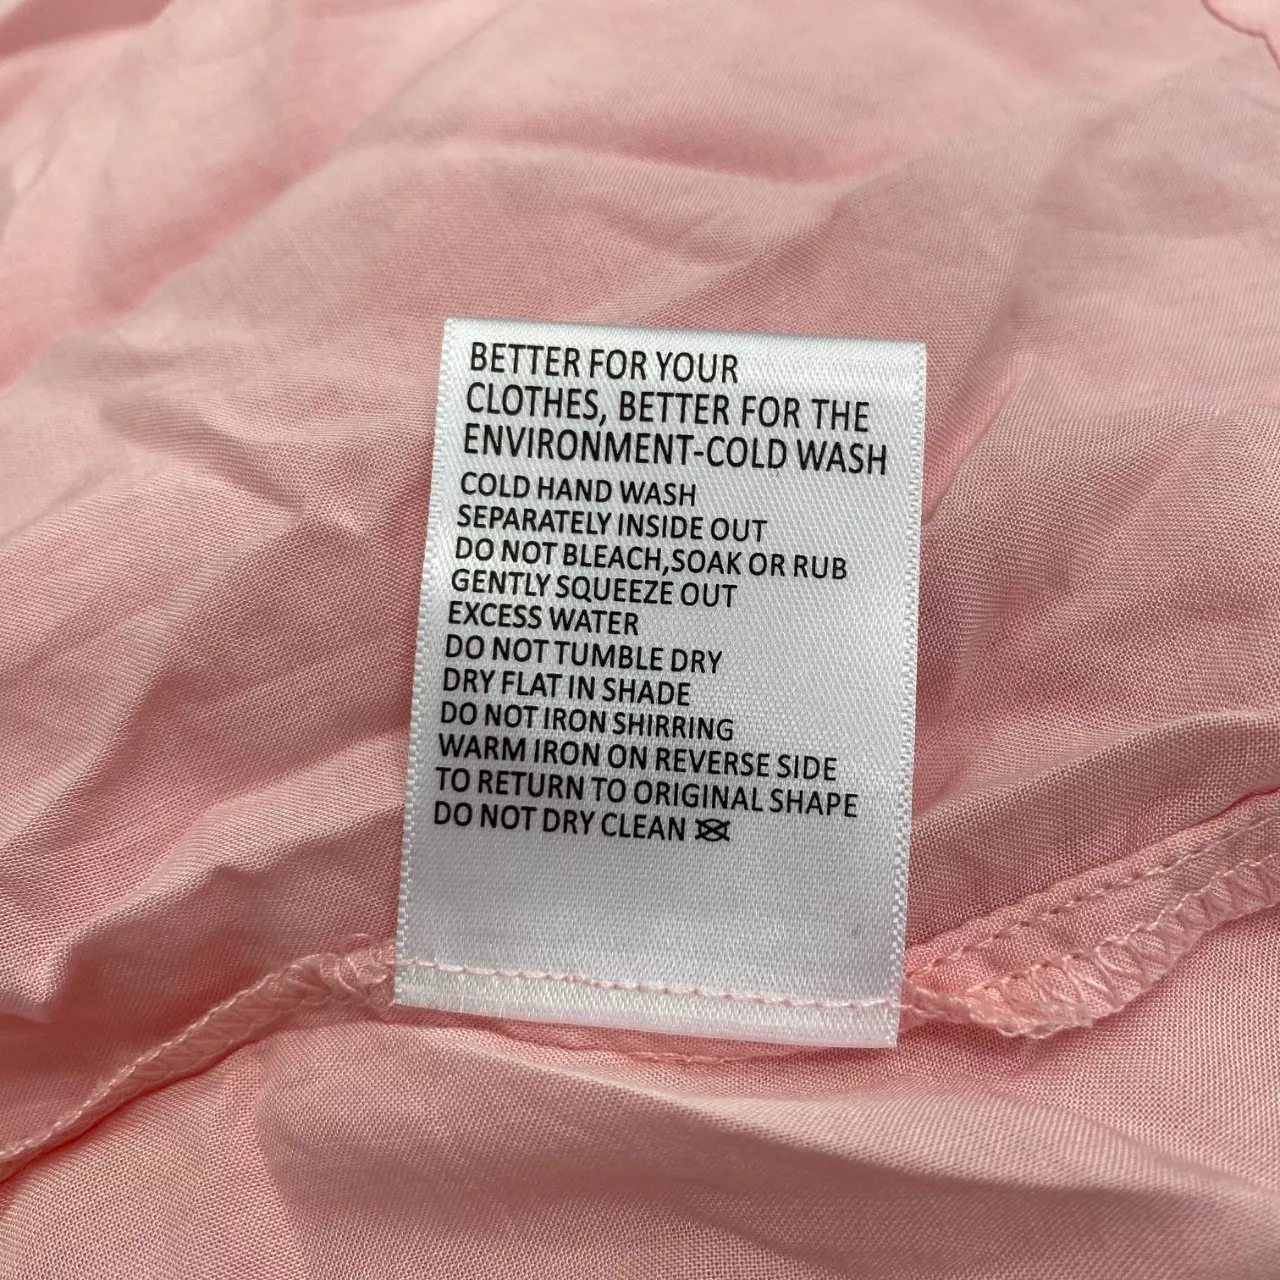 BETTER FOR YOUR
CLOTHES, BETTER FOR THE
ENVIRONMENT-COLD WASH
COLD HAND WASH
SEPARATELY INSIDE OUT
DO NOT BLEACH,SOAK OR RUB
GENTLY SQUEEZE OUT
EXCESS WATER
DO NOT TUMBLE DRY
DRY FLAT IN SHADE
DO NOT IRON SHIRRING
WARM IRON ON REVERSE SIDE
TO RETURN TO ORIGINAL SHAPE
DO NOT DRY CLEAN